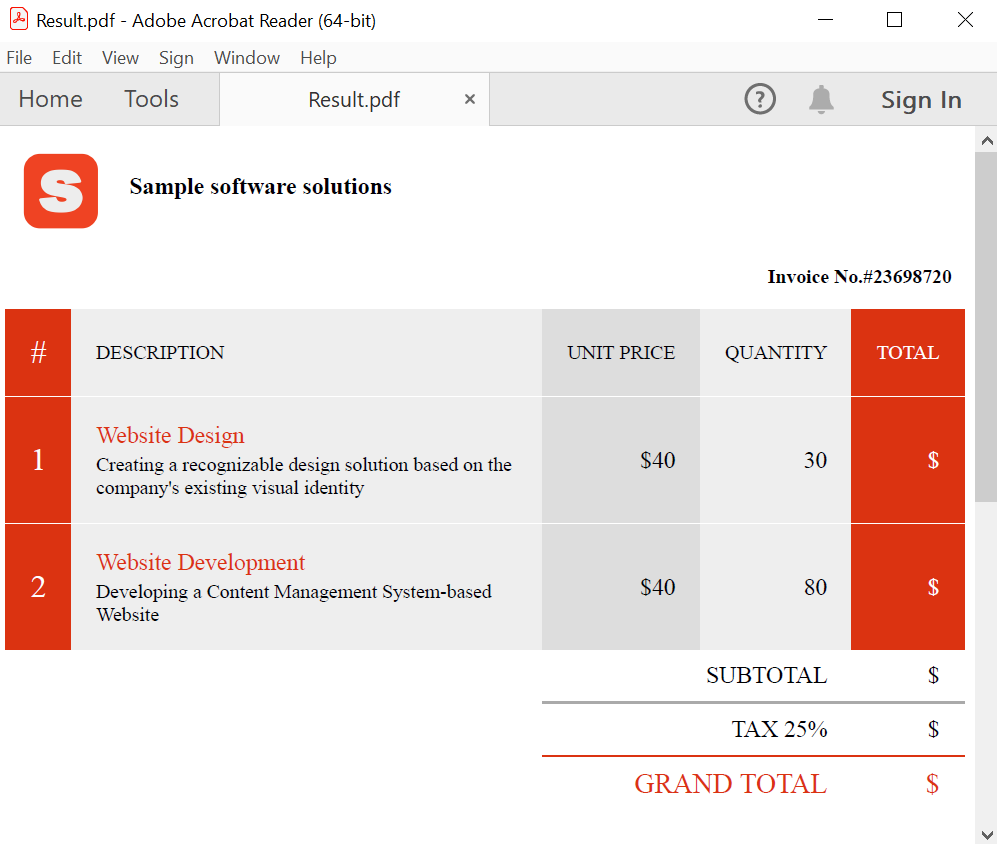 Result.pdf - Adobe Acrobat Reader (64-bit)
File Edit View Sign Window Help
Home Tools Result.pdf × ? Sign In
S
Sample software solutions
Invoice No.#23698720
# DESCRIPTION UNIT PRICE QUANTITY TOTAL
Website Design
1 Creating a recognizable design solution based on the $40 30 $
company's existing visual identity
Website Development
2 Developing a Content Management System-based $40 80 $
Website
SUBTOTAL $
TAX 25% $
GRAND TOTAL $